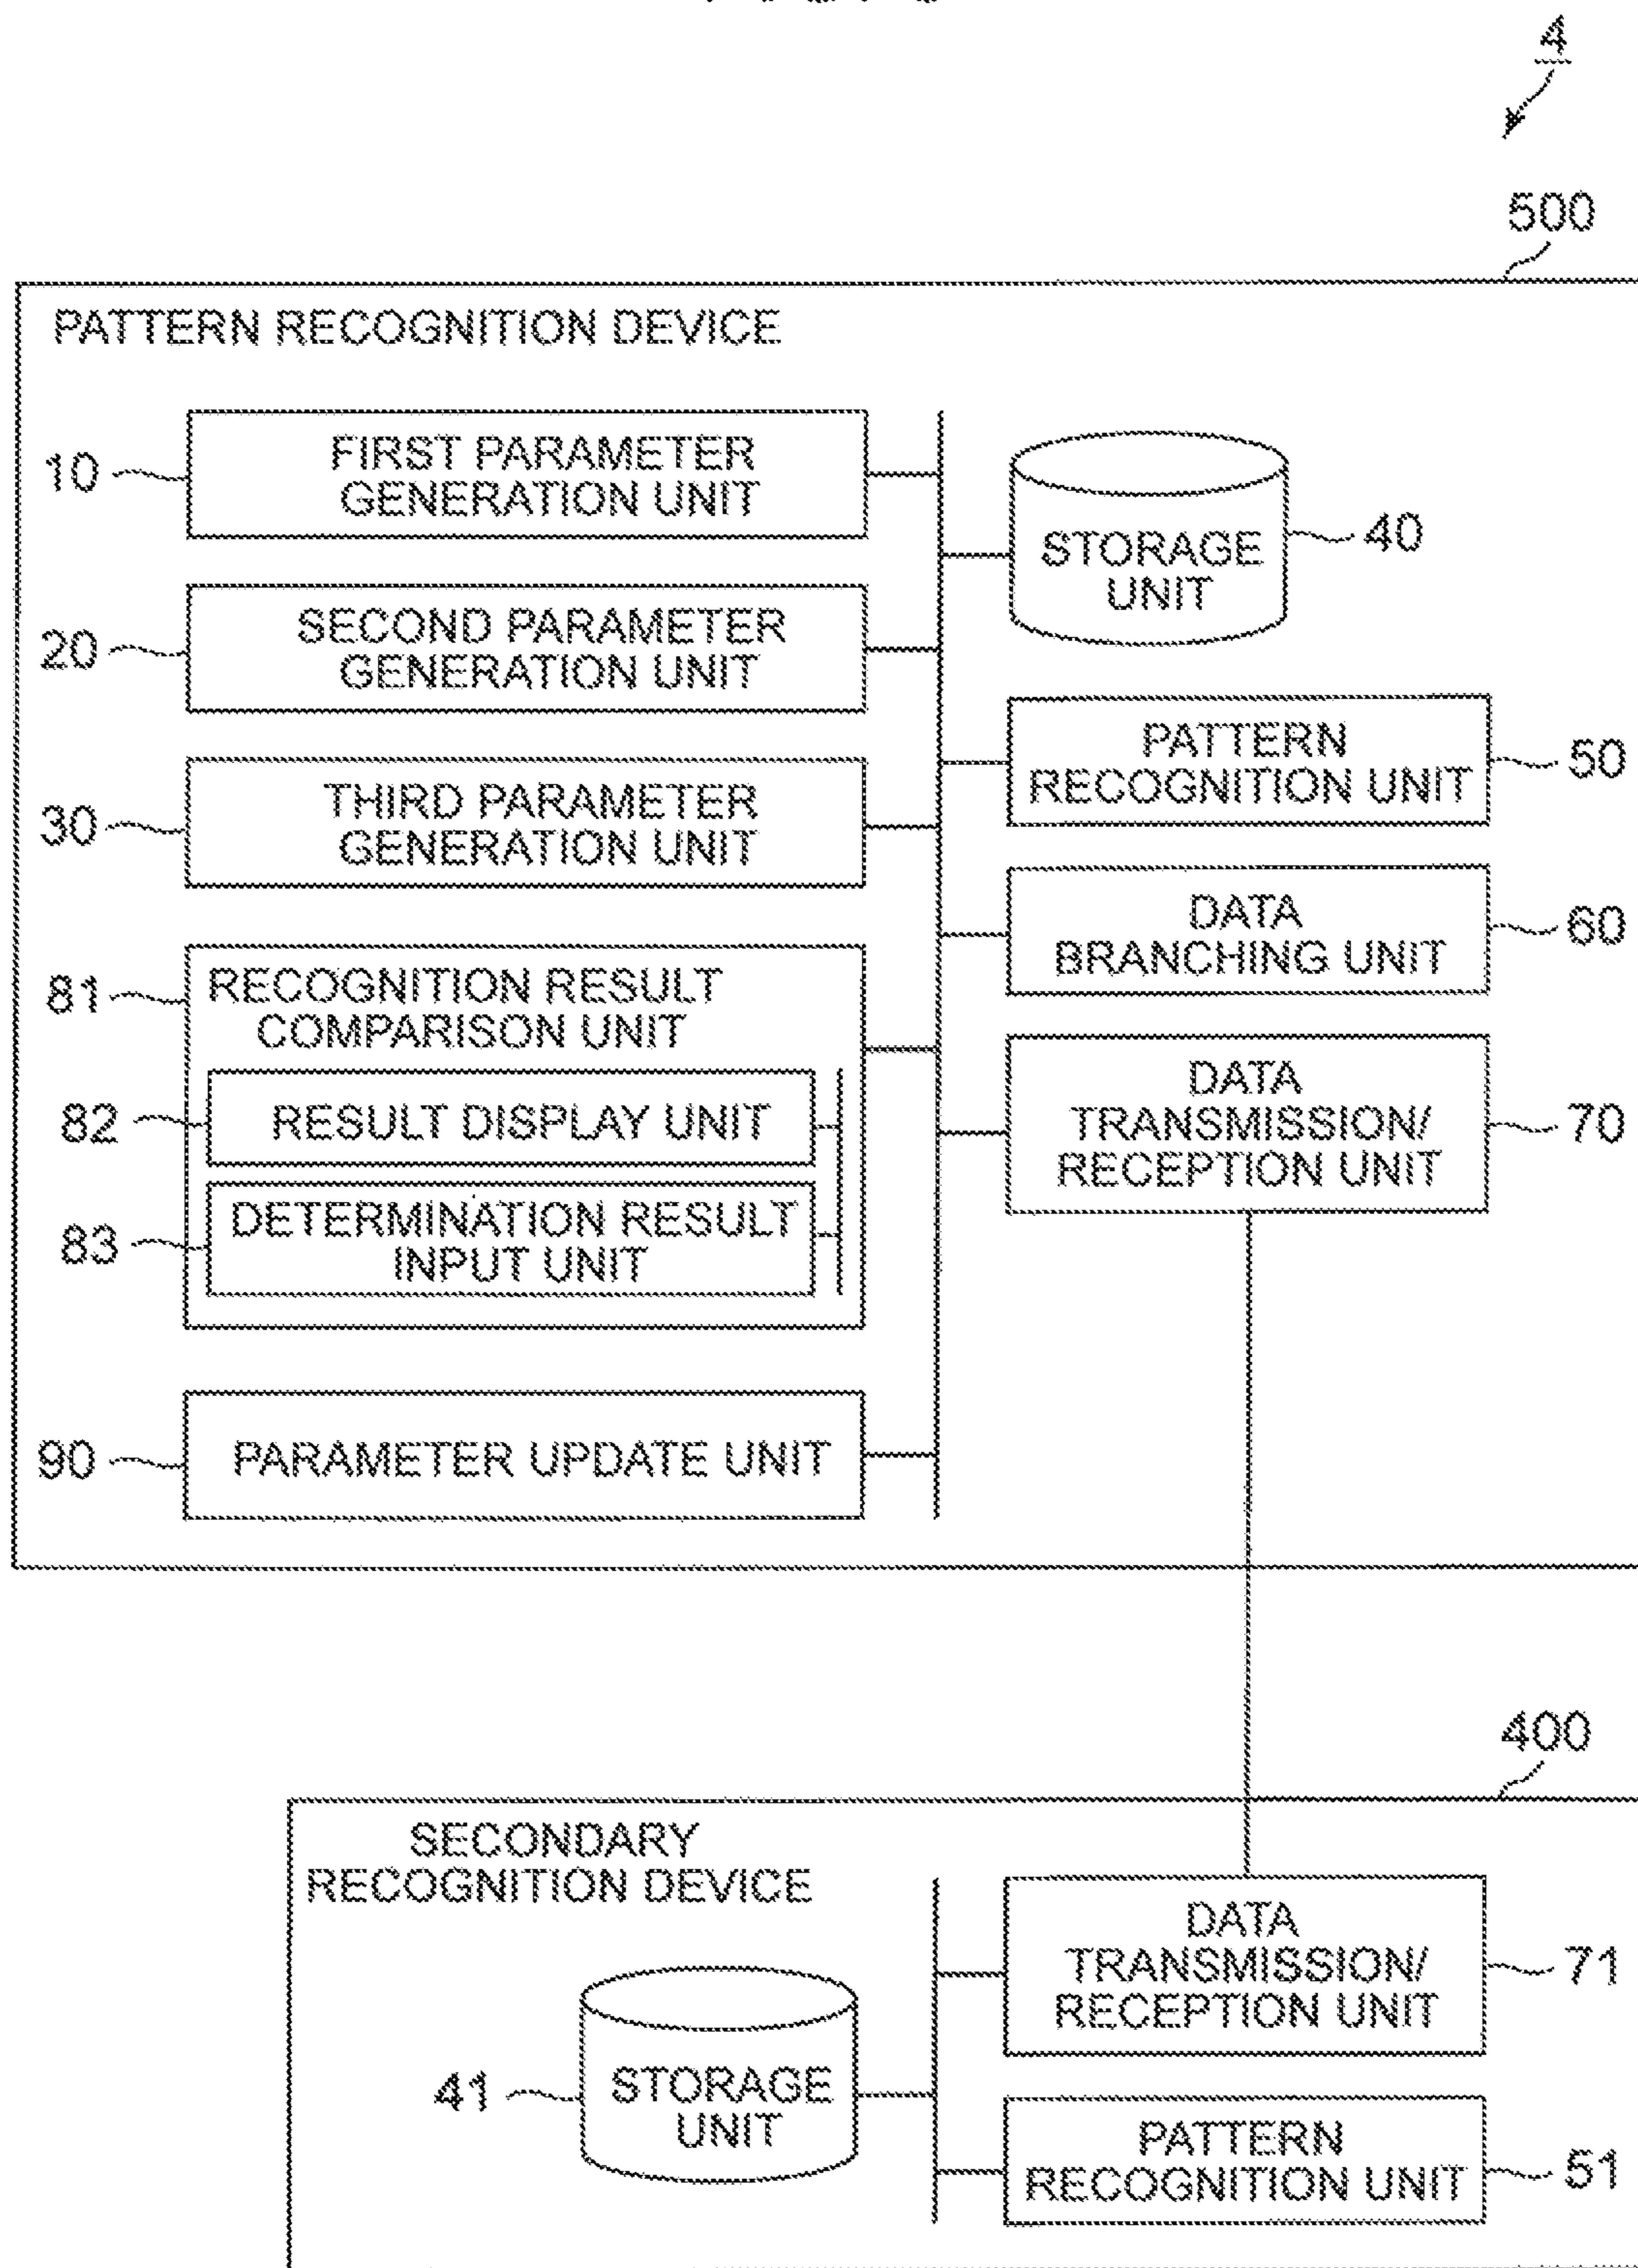 4
500
PATTERN RECOGNITION DEVICE
10
FIRST PARAMETER
GENERATION UNIT
STORAGE
UNIT
40
20
SECOND PARAMETER
GENERATION UNIT
PATTERN
RECOGNITION UNIT
50
30
THIRD PARAMETER
GENERATION UNIT
DATA
BRANCHING UNIT
60
81
RECOGNITION RESULT
COMPARISON UNIT
82
RESULT DISPLAY UNIT
DATA
TRANSMISSION/
RECEPTION UNIT
70
83
DETERMINATION RESULT
INPUT UNIT
90
PARAMETER UPDATE UNIT
400
SECONDARY
RECOGNITION DEVICE
DATA
TRANSMISSION/
RECEPTION UNIT
71
41
STORAGE
UNIT
PATTERN
RECOGNITION UNIT
51